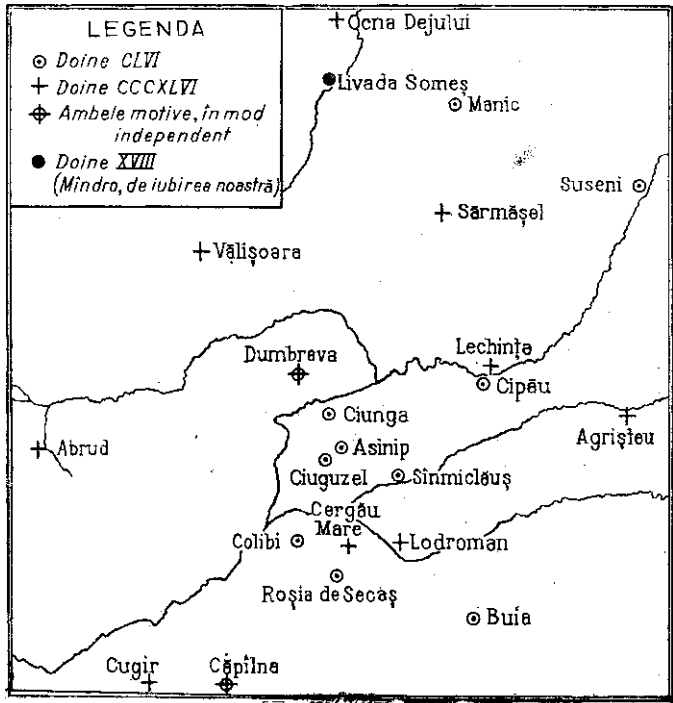 LEGENDA
Doine CLVI
Doine CCCXLVI
Ambele motive, în mod
independent
Doine XVIII
(Mîndro, de iubirea noastră)
Ocna Dejului
Livada Someș
Manic
Suseni
Sărmășel
Vălișoara
Dumbrava
Lechința
Cipău
Ciunga
Agrișteu
Abrud
Asinip
Ciuguzel
Sînmiclăuș
Cergău
Mare
Colibi
Lodroman
Roșia de Secaș
Buia
Cugir
Căpîlna